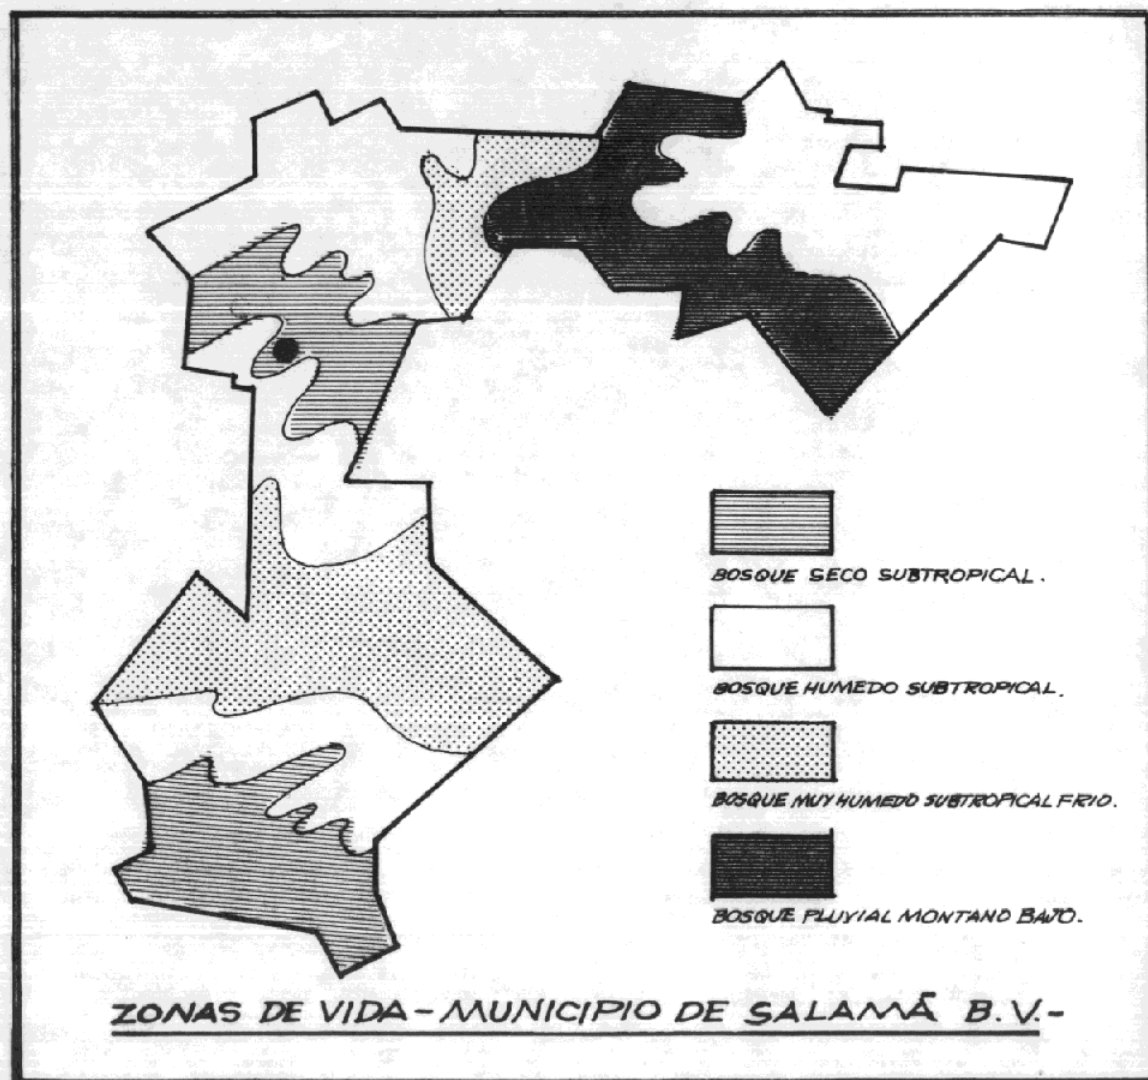 BOSQUE SECO SUBTROPICAL.
BOSQUE HUMEDO SUBTROPICAL.
BOSQUE MUY HUMEDO SUBTROPICAL FRIO.
BOSQUE PLUVIAL MONTANO BAJO.
ZONAS DE VIDA-MUNICIPIO DE SALAMÁ B.V.-